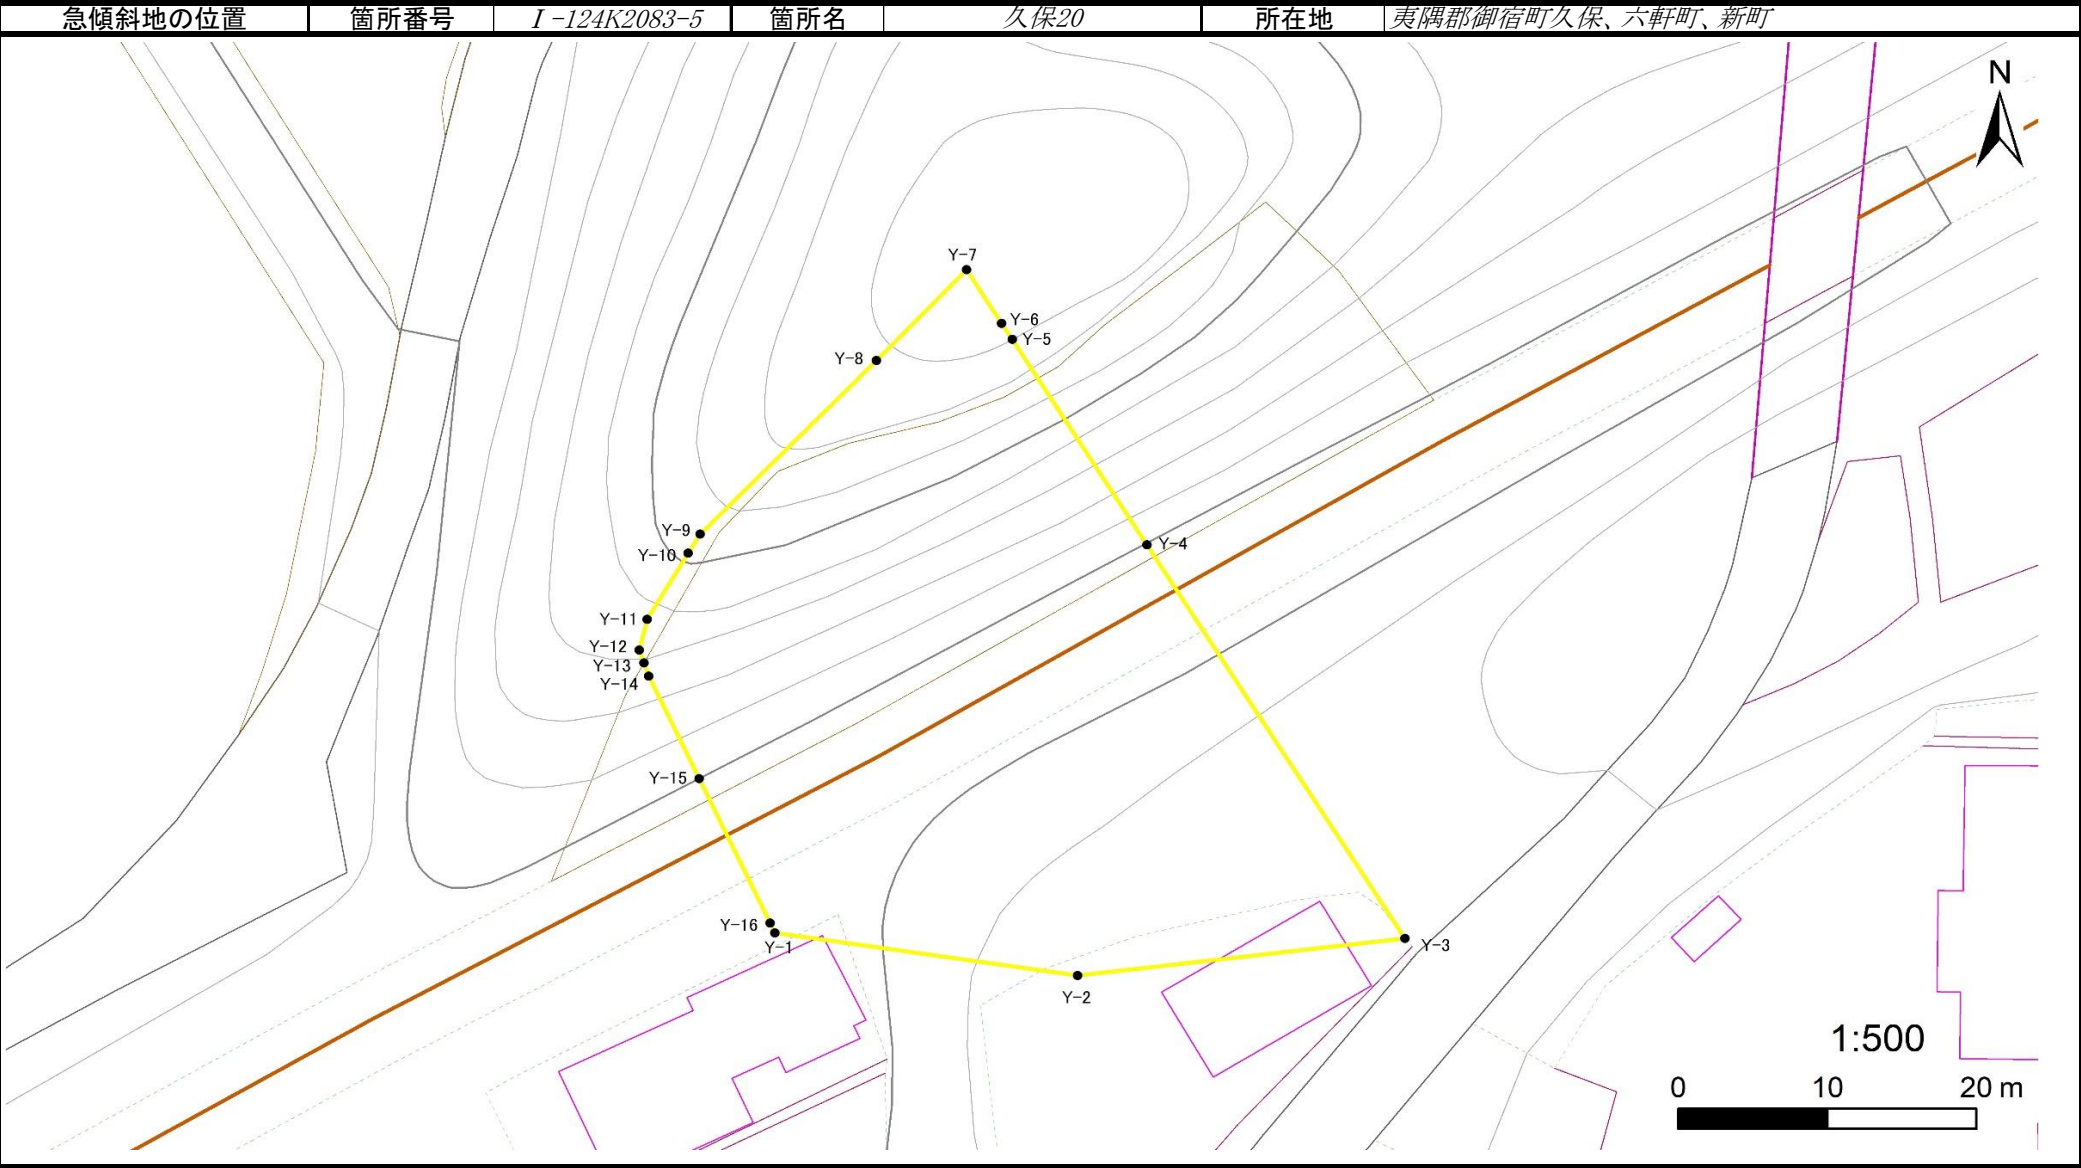 急傾斜地の位置 箇所番号 Ⅰ-124K2083-5 箇所名 久保20 所在地 夷隅郡御宿町久保、六軒町、新町
N
Y-7
Y-6
Y-5
Y-8
Y-9
Y-4
Y-10
Y-11
Y-12
Y-13
Y-14
Y-15
Y-16
Y-1
Y-3
Y-2
1:500
0 10 20 m